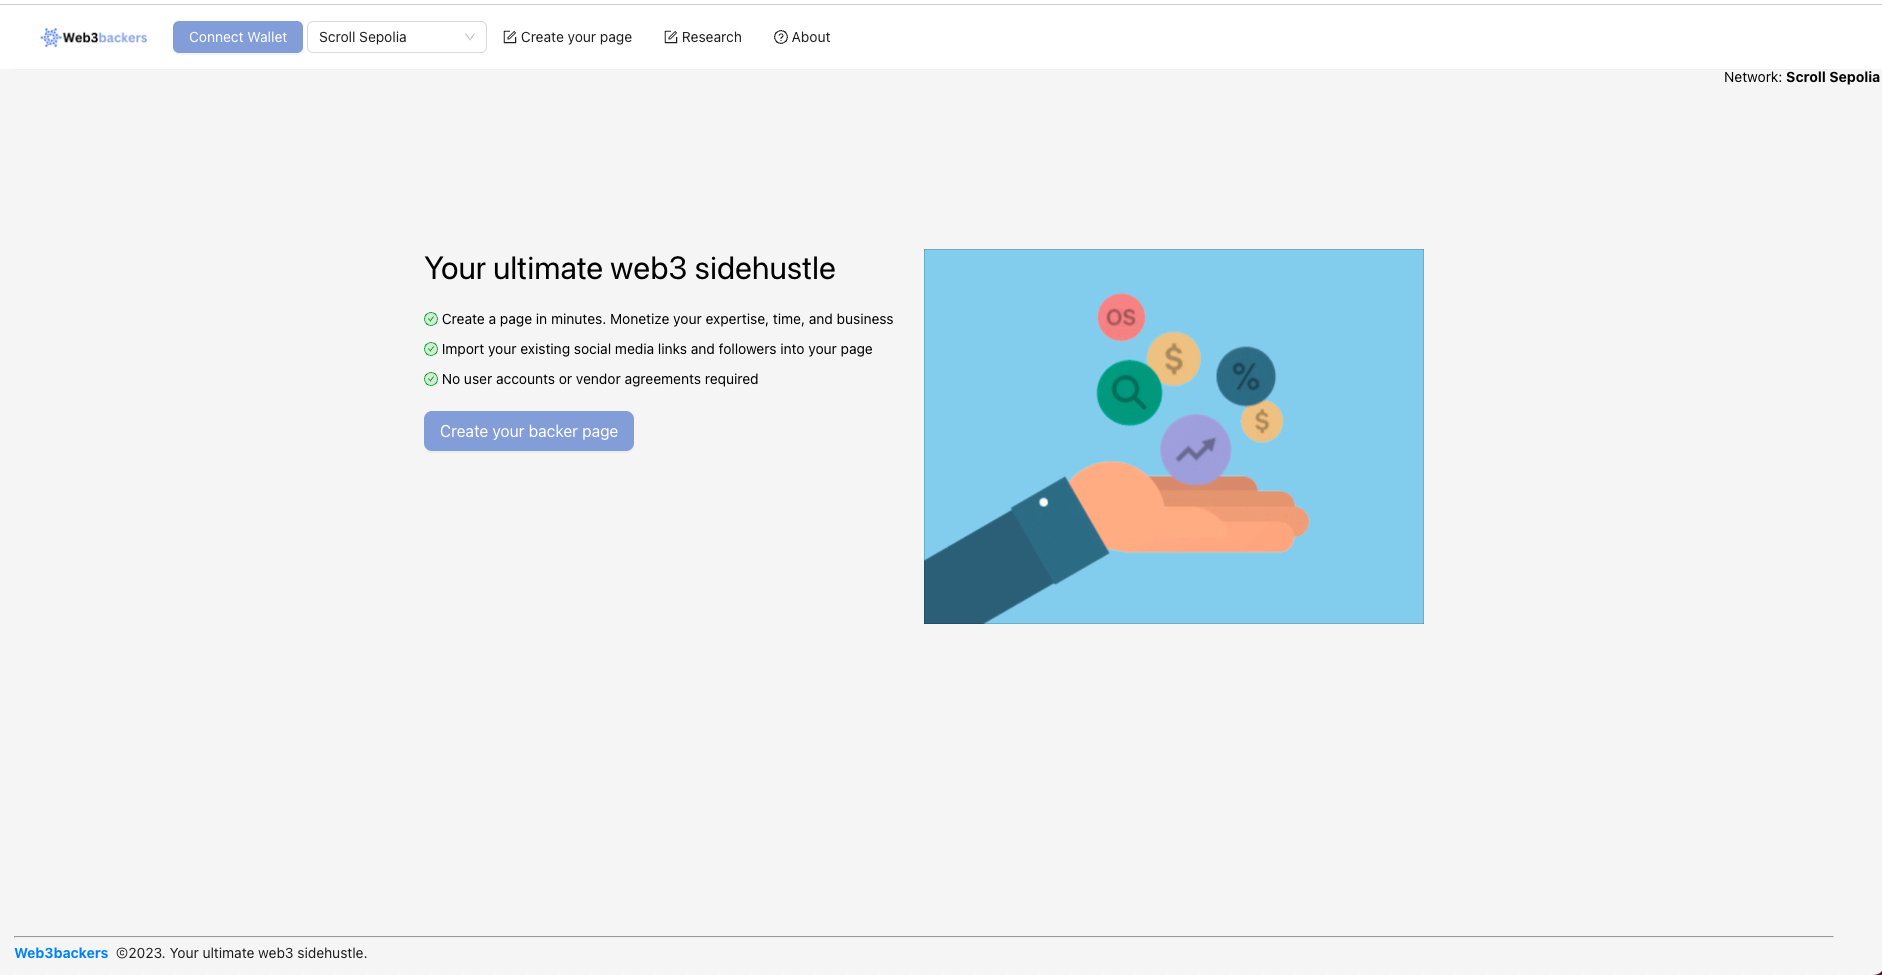 Web3backers
Connect Wallet
Scroll Sepolia
Create your page
Research
About
Network: Scroll Sepolia
Your ultimate web3 sidehustle
Create a page in minutes. Monetize your expertise, time, and business
Import your existing social media links and followers into your page
No user accounts or vendor agreements required
Create your backer page
OS
$
%
$
Web3backers ©2023. Your ultimate web3 sidehustle.